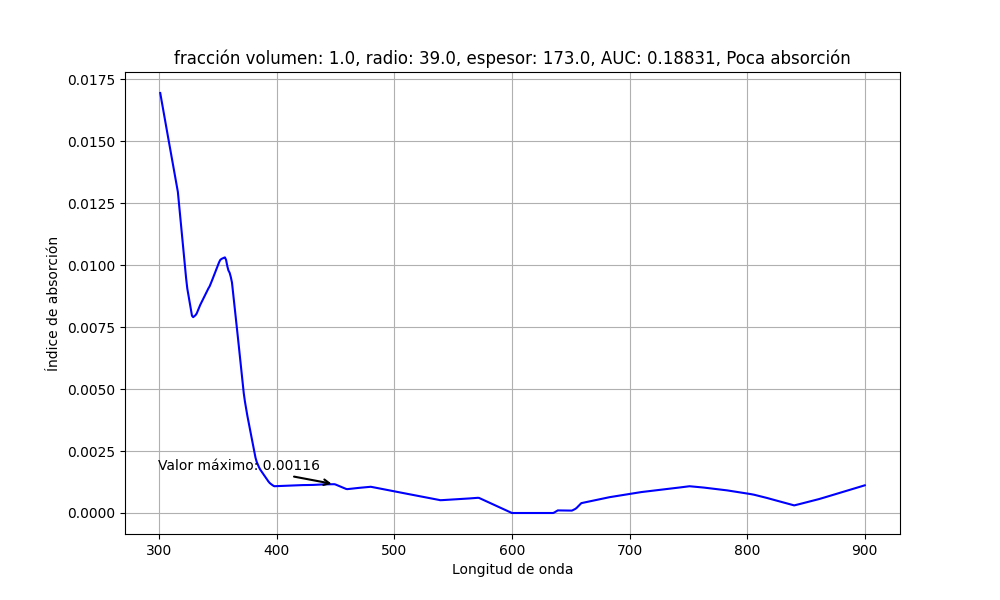 fracción volumen: 1.0, radio: 39.0, espesor: 173.0, AUC: 0.18831, Poca absorción
0.0175
0.0150
0.0125
0.0100
0.0075
0.0050
0.0025
0.0000
Índice de absorción
Valor máximo: 0.00116
300 400 500 600 700 800 900
Longitud de onda